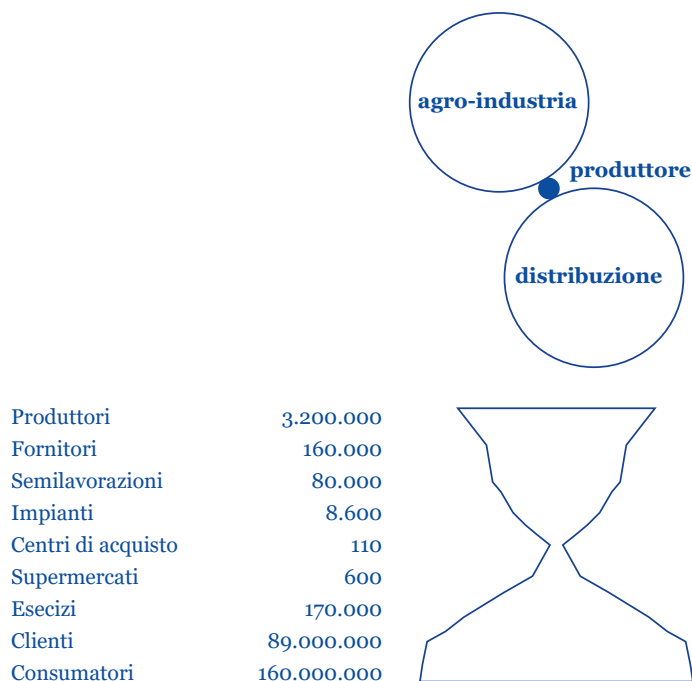 agro-industria
produttore
distribuzione
Produttori 3.200.000
Fornitori 160.000
Semilavorazioni 80.000
Impianti 8.600
Centri di acquisto 110
Supermercati 600
Esecizi 170.000
Clienti 89.000.000
Consumatori 160.000.000